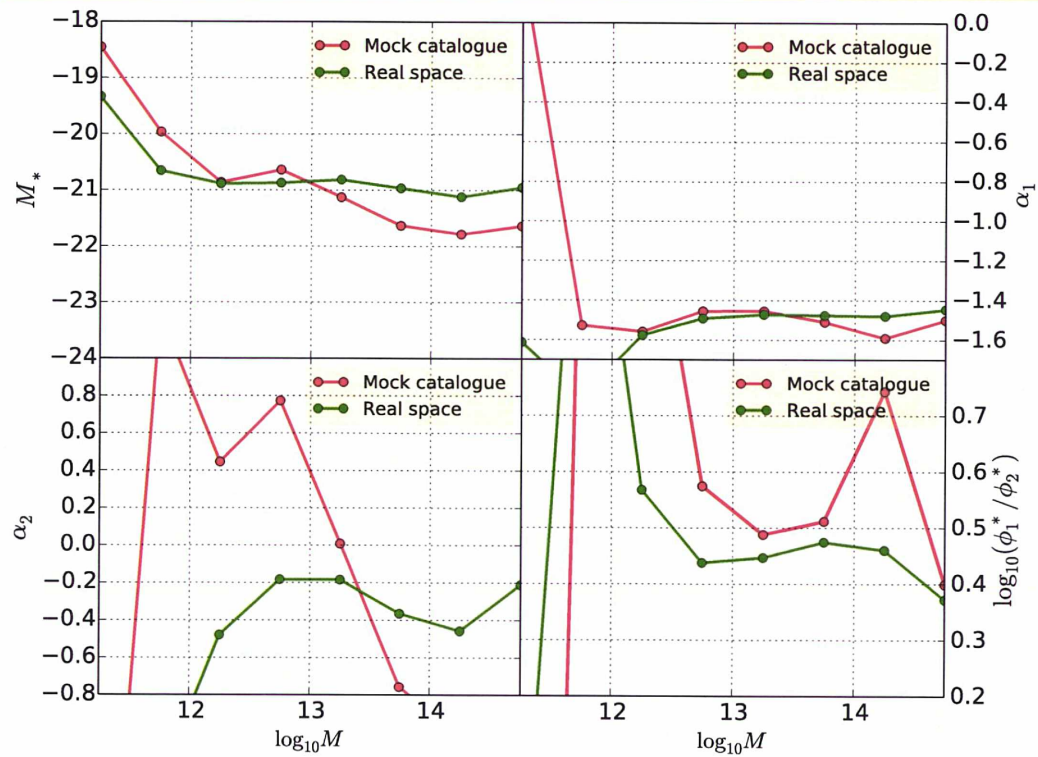 −18
−19
−20
−21
−22
−23
−24
M*
Mock catalogue
Real space
Mock catalogue
Real space
0.0
−0.2
−0.4
−0.6
−0.8
−1.0
−1.2
−1.4
−1.6
α₁
0.8
0.6
0.4
0.2
0.0
−0.2
−0.4
−0.6
−0.8
α₂
Mock catalogue
Real space
12
13
14
log₁₀M
Mock catalogue
Real space
0.7
0.6
0.5
0.4
0.3
0.2
log₁₀(ϕ₁*/ϕ₂*)
12
13
14
log₁₀M